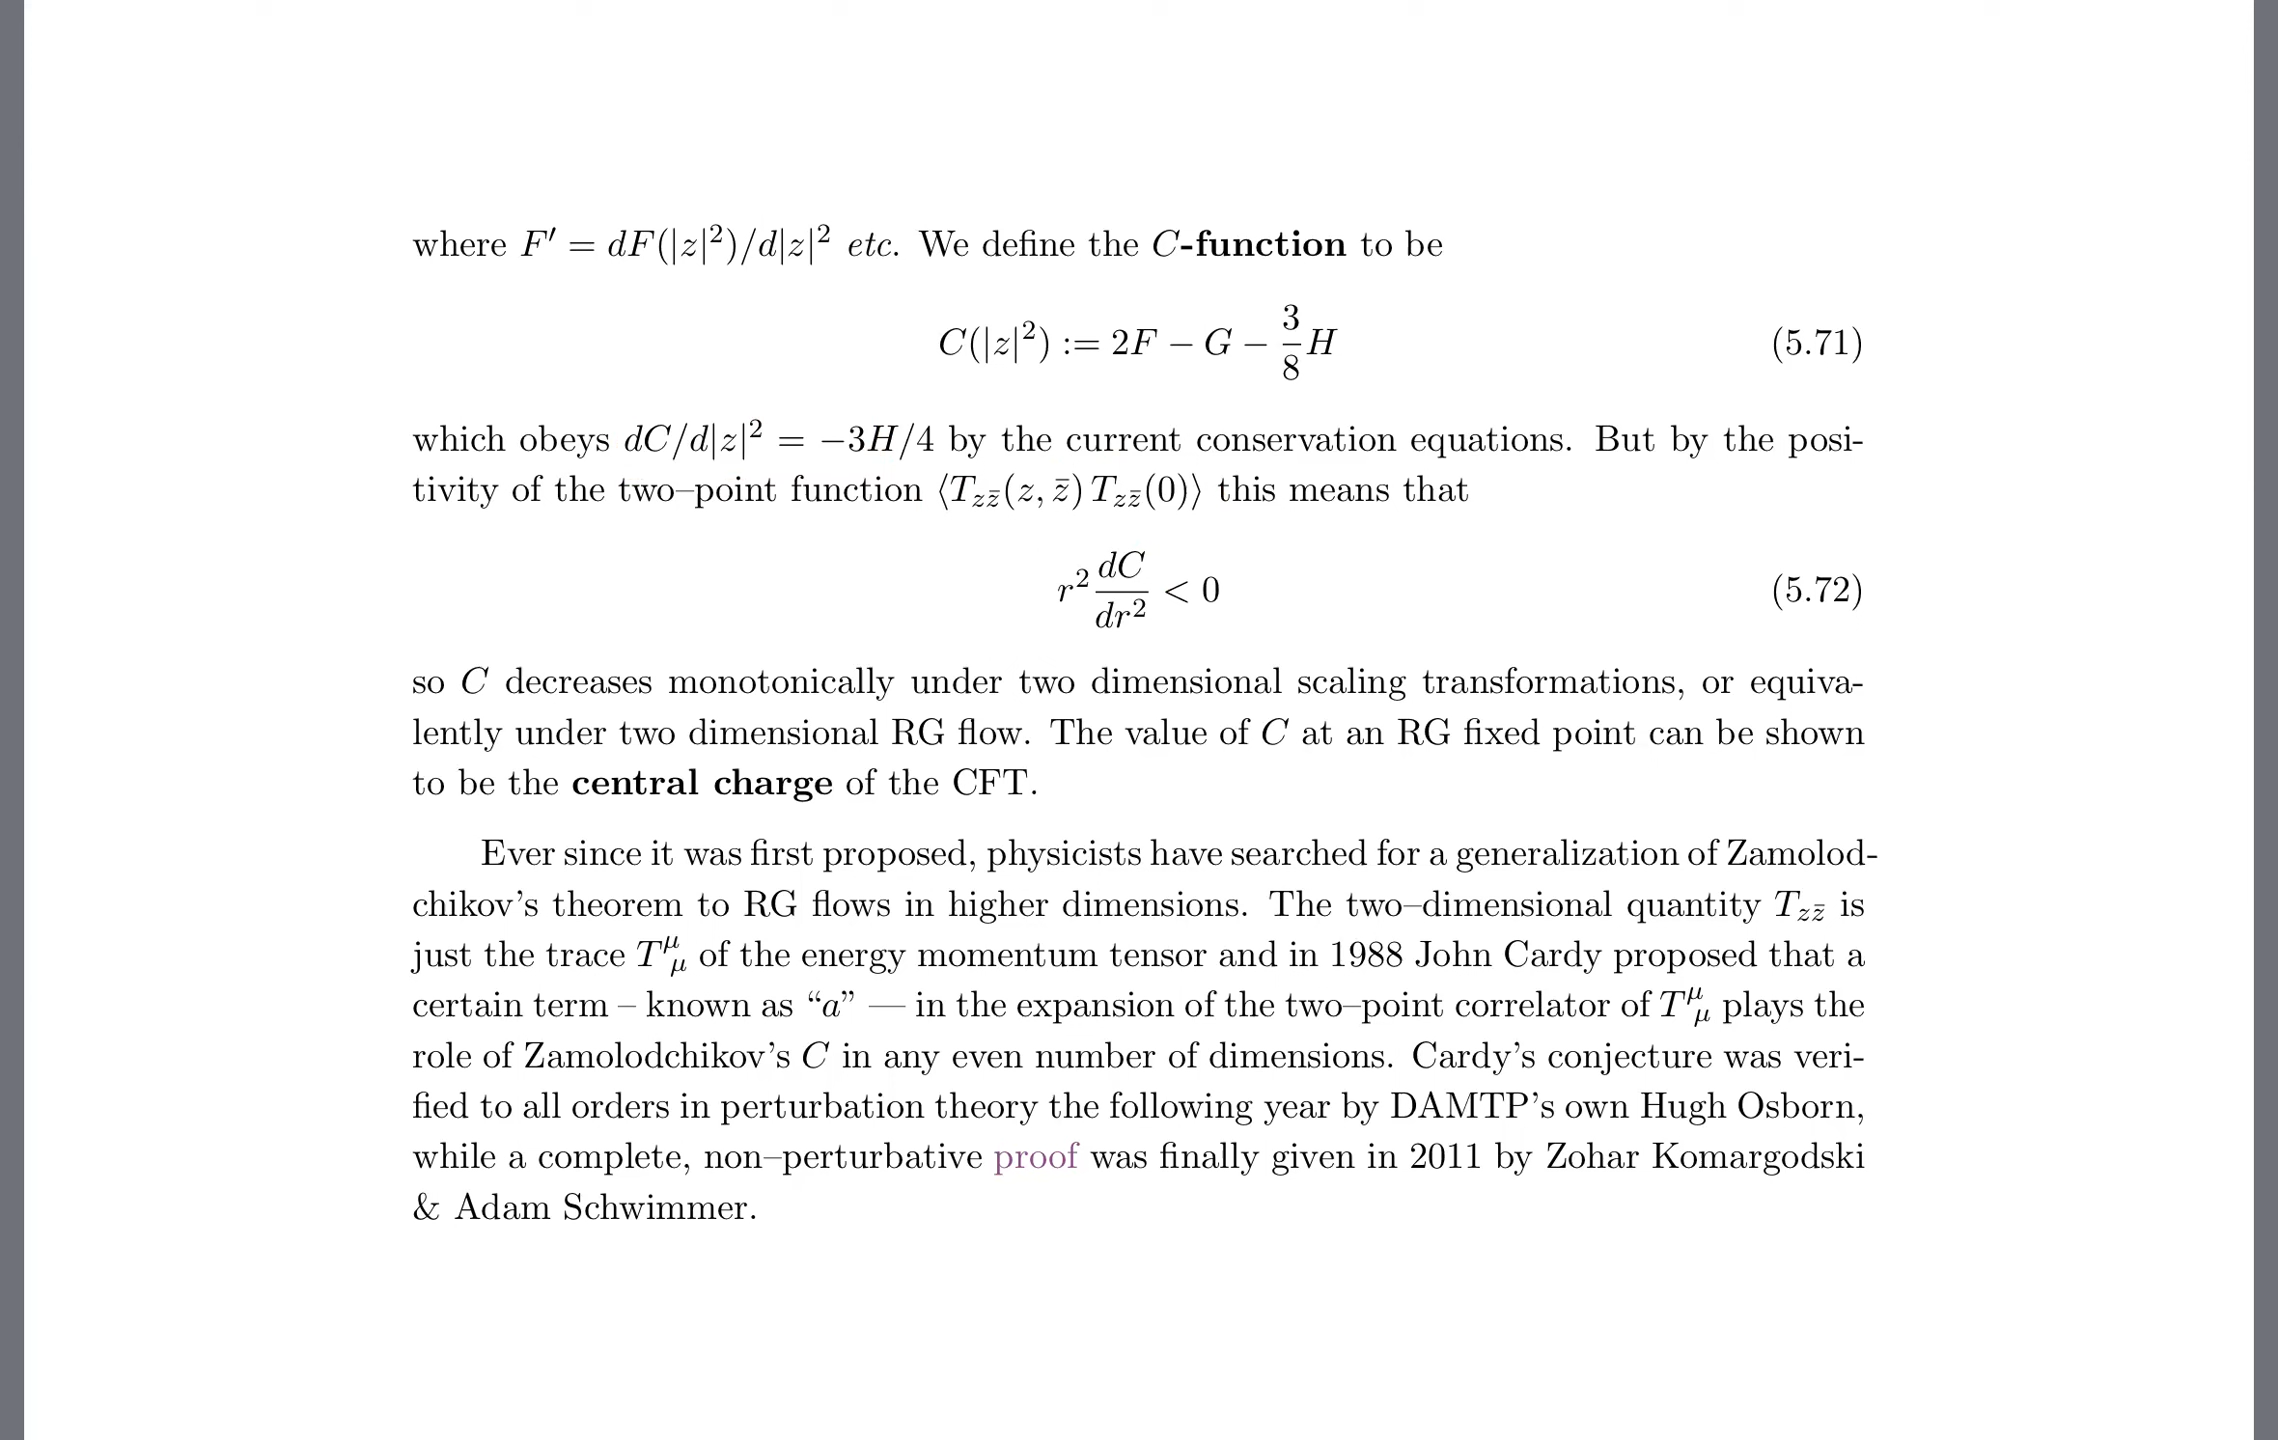 where F′ = dF(|z|²)/d|z|² etc. We define the C-function to be
C(|z|²) := 2F − G − 3/8 H (5.71)
which obeys dC/d|z|² = −3H/4 by the current conservation equations. But by the posi-
tivity of the two–point function ⟨T_{zz̄}(z, z̄) T_{zz̄}(0)⟩ this means that
r² dC/dr² < 0 (5.72)
so C decreases monotonically under two dimensional scaling transformations, or equiva-
lently under two dimensional RG flow. The value of C at an RG fixed point can be shown
to be the central charge of the CFT.
Ever since it was first proposed, physicists have searched for a generalization of Zamolod-
chikov’s theorem to RG flows in higher dimensions. The two–dimensional quantity T_{zz̄} is
just the trace T^μ_μ of the energy momentum tensor and in 1988 John Cardy proposed that a
certain term – known as “a” — in the expansion of the two–point correlator of T^μ_μ plays the
role of Zamolodchikov’s C in any even number of dimensions. Cardy’s conjecture was veri-
fied to all orders in perturbation theory the following year by DAMTP’s own Hugh Osborn,
while a complete, non–perturbative proof was finally given in 2011 by Zohar Komargodski
& Adam Schwimmer.